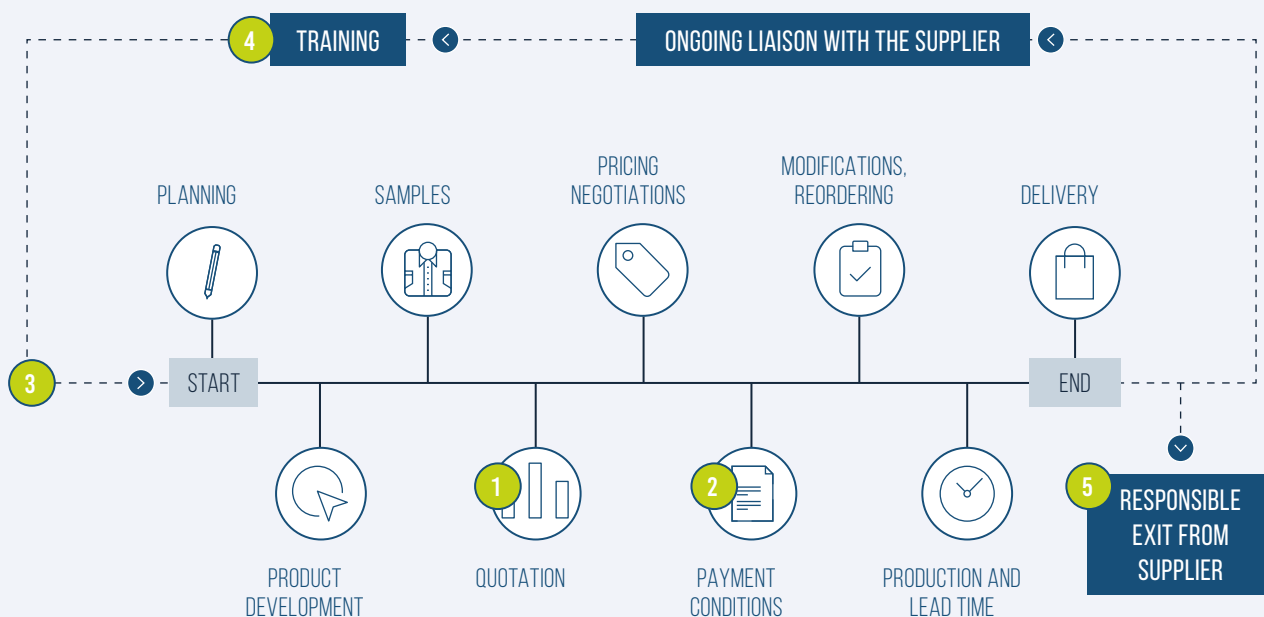 4
TRAINING
ONGOING LIAISON WITH THE SUPPLIER
PLANNING
SAMPLES
PRICING
NEGOTIATIONS
MODIFICATIONS,
REORDERING
DELIVERY
3
START
END
1
2
5
RESPONSIBLE
EXIT FROM
SUPPLIER
PRODUCT
DEVELOPMENT
QUOTATION
PAYMENT
CONDITIONS
PRODUCTION AND
LEAD TIME